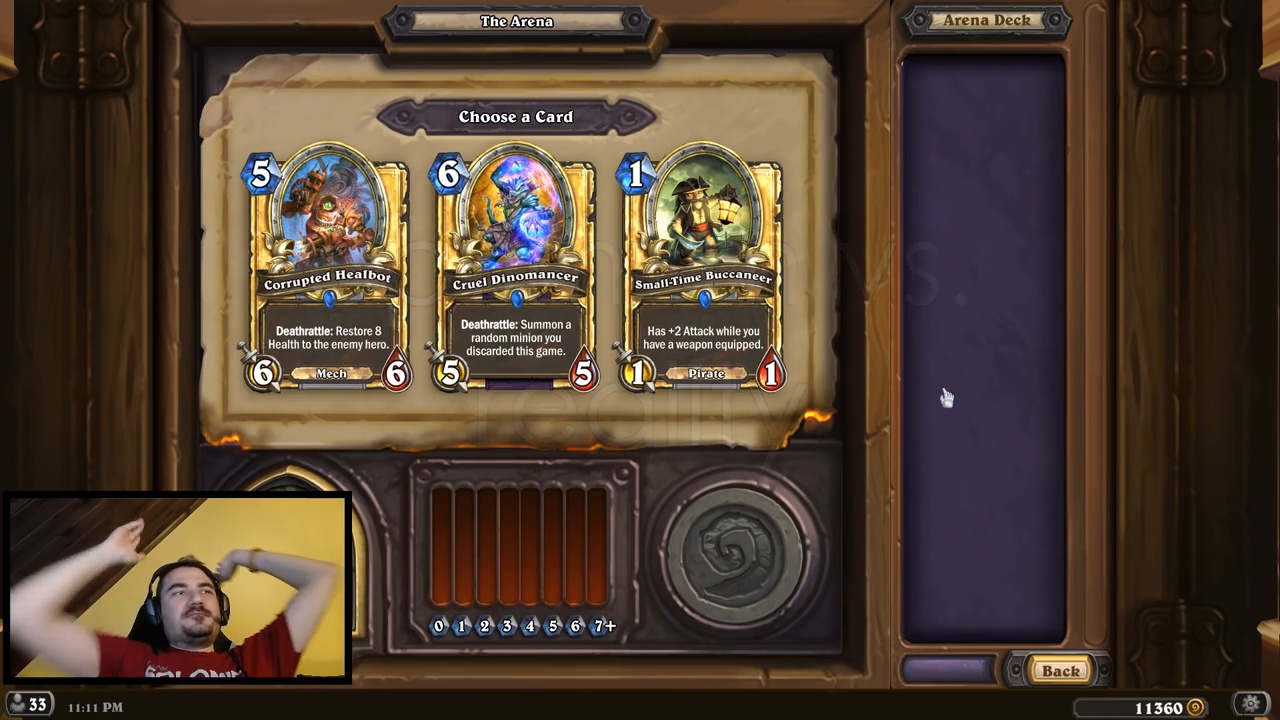 The Arena
Arena Deck
Choose a Card
5
6
1
Corrupted Healbot
Cruel Dinomancer
Small-Time Buccaneer
Deathrattle: Restore 8
Health to the enemy hero.
Deathrattle: Summon a
random minion you
discarded this game.
Has +2 Attack while you
have a weapon equipped.
6
Mech
6
5
5
1
Pirate
1
vs.
reality
0 1 2 3 4 5 6 7+
Back
33
11:11 PM
11360